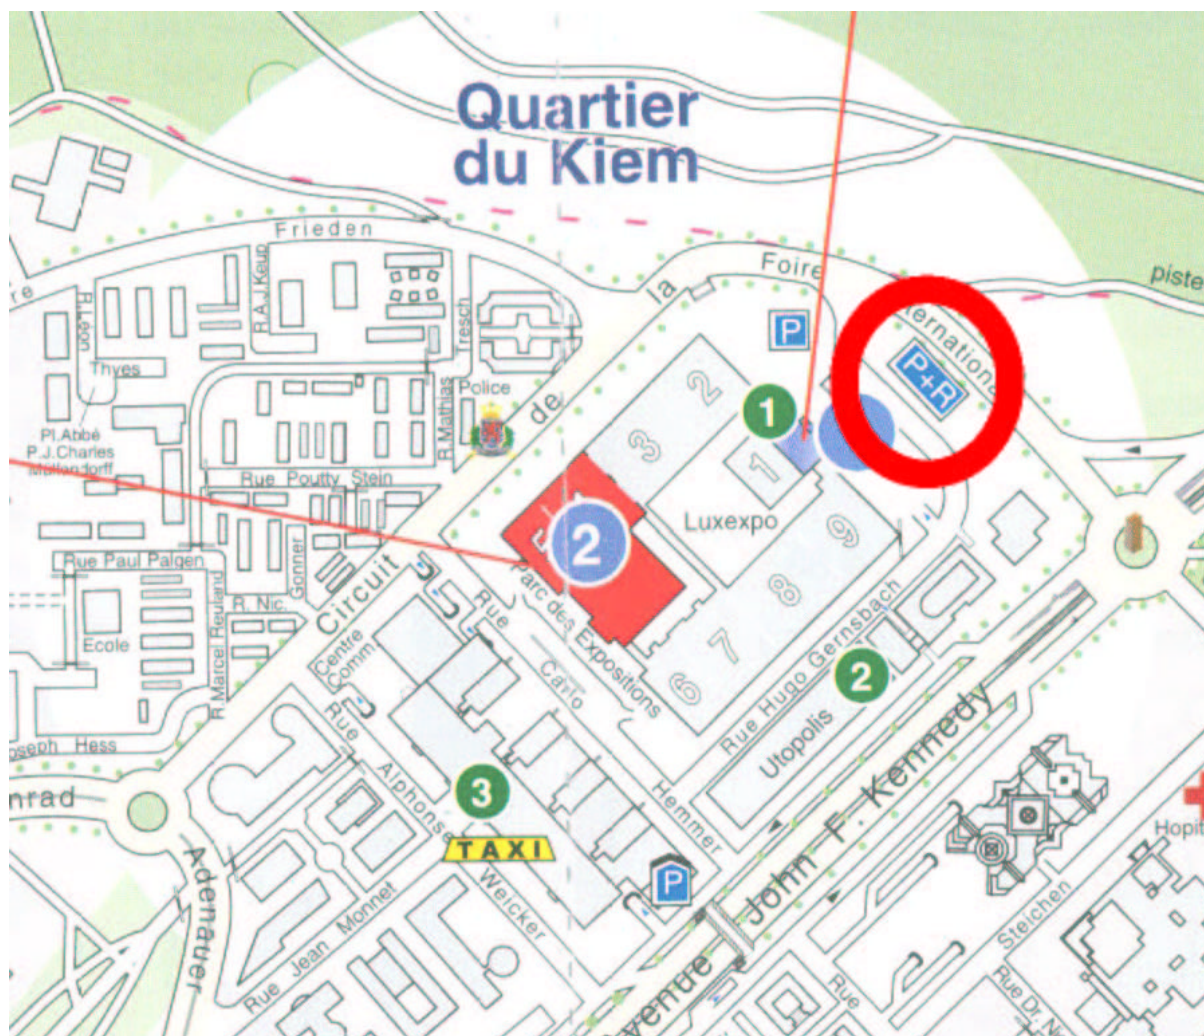 Quartier
du Kiem
Frieden
Foire
piste
la
de
Circuit
P
P+R
R.Léon
R.A.J.Keup
Tresch
R.Mathias
Thyes
Police
Pl.Abbé
P.J.Charles
Rue Poutty Stein
1
2
3
1
Luxexpo
9
8
7
6
2
Parc des Expositions
Rue Paul Palgen
Gonner
R. Nic.
R.Marcel Reuland
Ecole
Centre
Comm.
Rue
Carlo
Hemmer
Rue Hugo Gernsbach
2
Utopolis
Joseph Hess
Rue
Alphonse
Weicker
3
TAXI
P
Avenue John F. Kennedy
Adenauer
Rue Jean Monnet
Steichen
Rue
Rue Dr. Nic
Hopit